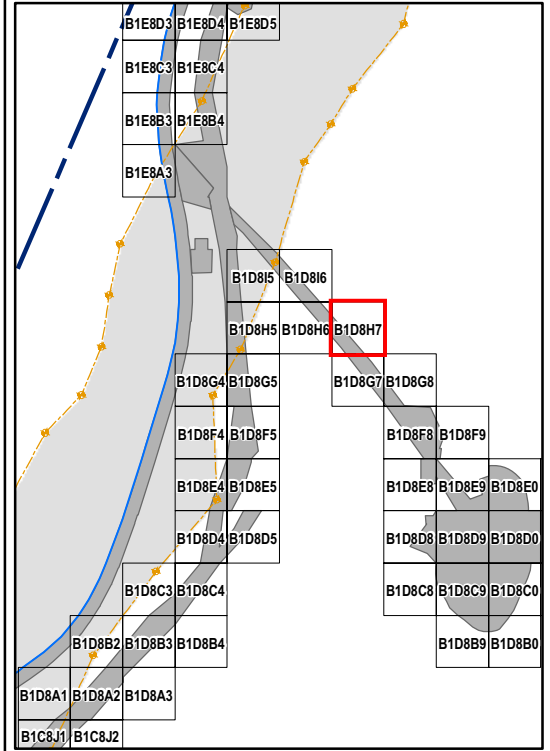 B1E8D3 B1E8D4 B1E8D5
B1E8C3 B1E8C4
B1E8B3 B1E8B4
B1E8A3
B1D8I5 B1D8I6
B1D8H5 B1D8H6 B1D8H7
B1D8G4 B1D8G5 B1D8G7 B1D8G8
B1D8F4 B1D8F5 B1D8F8 B1D8F9
B1D8E4 B1D8E5 B1D8E8 B1D8E9 B1D8E0
B1D8D4 B1D8D5 B1D8D8 B1D8D9 B1D8D0
B1D8C3 B1D8C4 B1D8C8 B1D8C9 B1D8C0
B1D8B2 B1D8B3 B1D8B4 B1D8B9 B1D8B0
B1D8A1 B1D8A2 B1D8A3
B1C8J1 B1C8J2